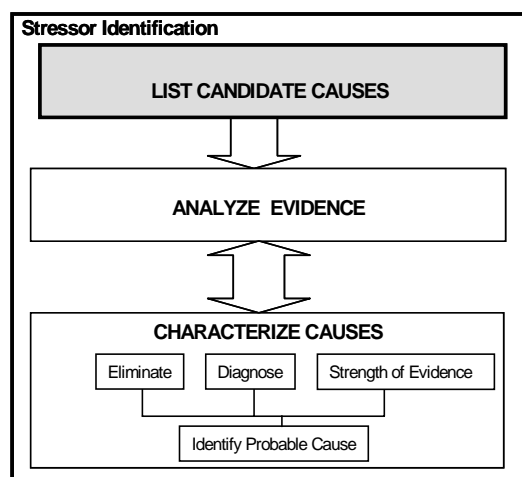 Stressor Identification
LIST CANDIDATE CAUSES
ANALYZE EVIDENCE
CHARACTERIZE CAUSES
Eliminate
Diagnose
Strength of Evidence
Identify Probable Cause